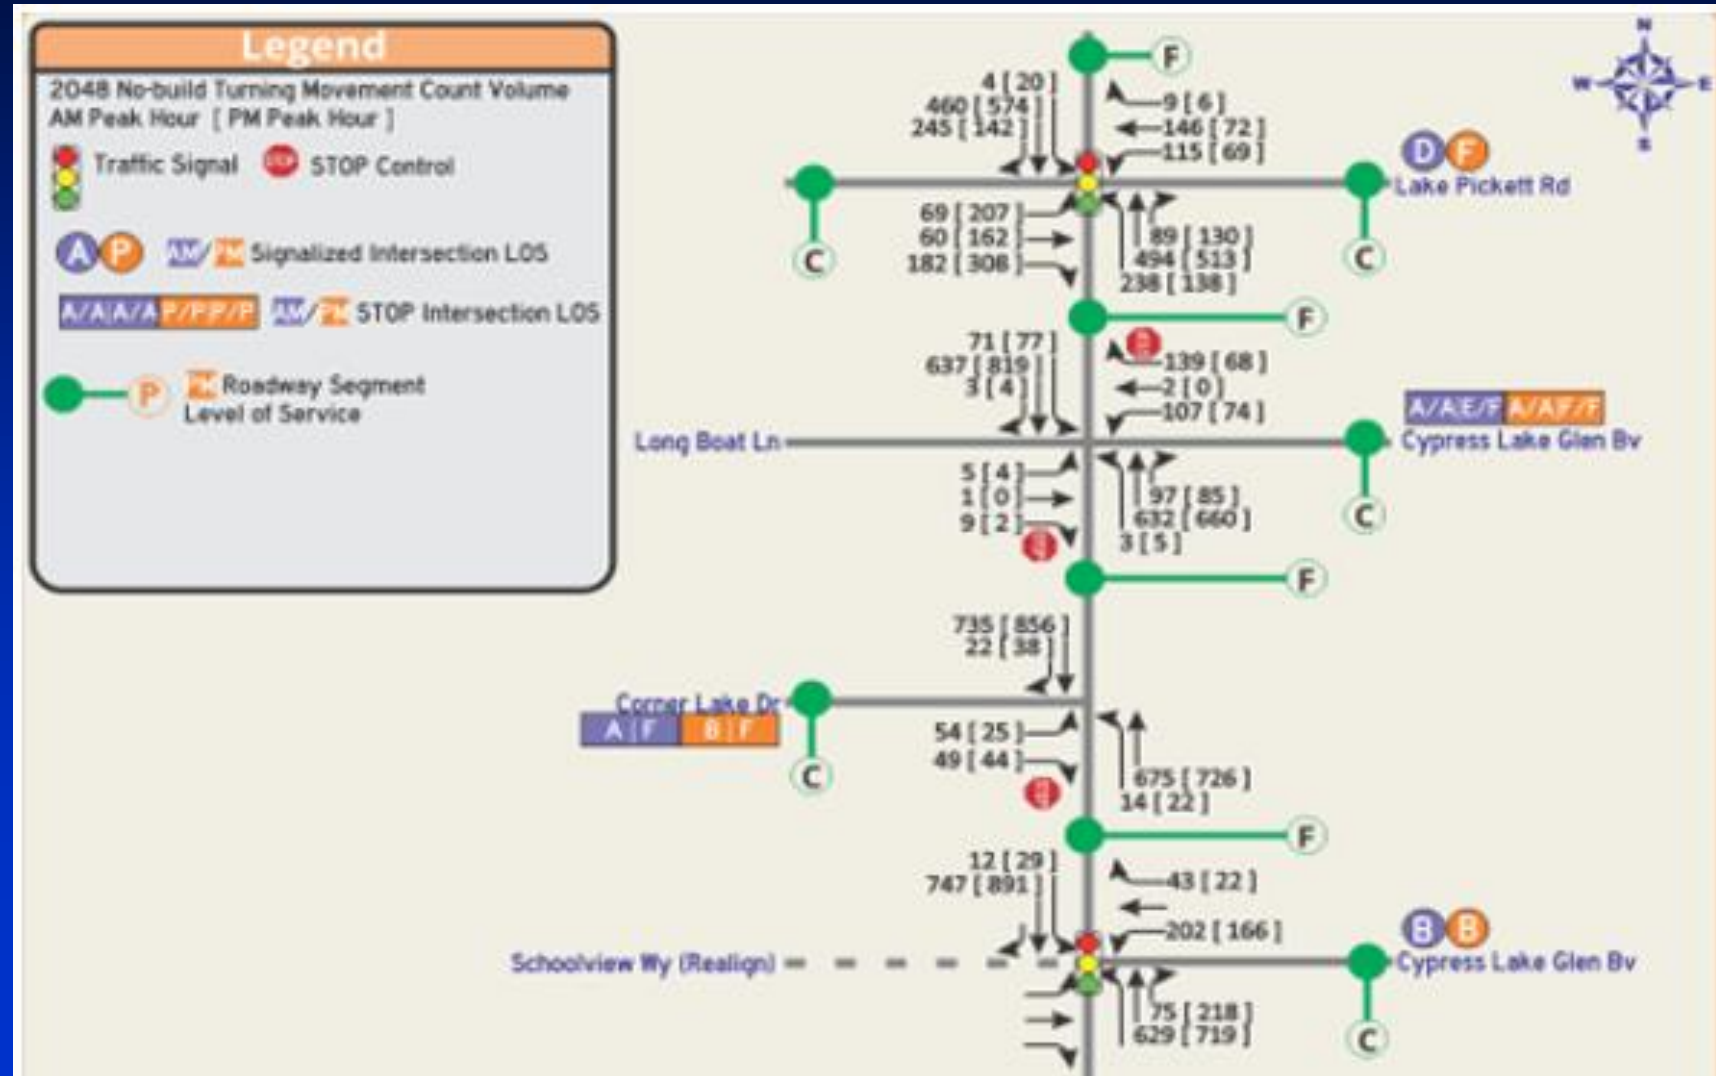 Legend
2048 No-build Turning Movement Count Volume
AM Peak Hour [ PM Peak Hour ]
Traffic Signal
STOP
STOP Control
A P AM/PM Signalized Intersection LOS
A/A|A/A P/P|P/P AM/PM STOP Intersection LOS
P PM Roadway Segment
Level of Service
N
W E
S
F
4 [ 20 ]
460 [ 574 ]
245 [ 142 ]
9 [ 6 ]
146 [ 72 ]
115 [ 69 ]
D F
Lake Pickett Rd
69 [ 207 ]
60 [ 162 ]
182 [ 308 ]
89 [ 130 ]
494 [ 513 ]
238 [ 138 ]
C
C
F
71 [ 77 ]
637 [ 819 ]
3 [ 4 ]
139 [ 68 ]
2 [ 0 ]
107 [ 74 ]
A/A|E/F A/A|F/F
Long Boat Ln
Cypress Lake Glen Bv
5 [ 4 ]
1 [ 0 ]
9 [ 2 ]
97 [ 85 ]
632 [ 660 ]
3 [ 5 ]
C
F
735 [ 856 ]
22 [ 38 ]
Corner Lake Dr
A | F B | F
54 [ 25 ]
49 [ 44 ]
675 [ 726 ]
14 [ 22 ]
C
F
12 [ 29 ]
747 [ 891 ]
43 [ 22 ]
202 [ 166 ]
B B
Schoolview Wy (Realign)
Cypress Lake Glen Bv
75 [ 218 ]
629 [ 719 ]
C